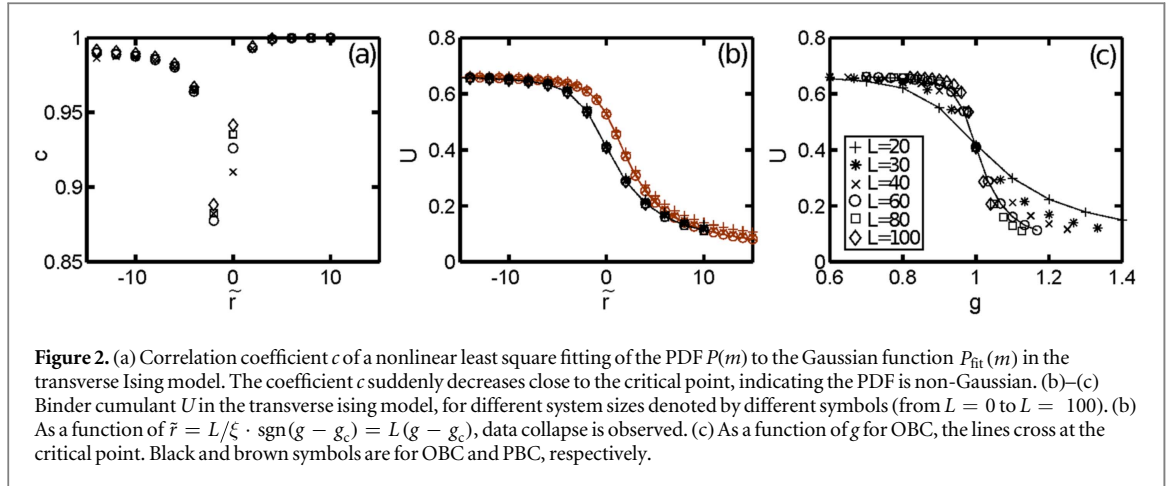 1
0.95
0.9
0.85
c
-10
0
10
r̃
(a)
0.8
0.6
0.4
0.2
0
U
-10
0
10
r̃
(b)
0.8
0.6
0.4
0.2
0
U
0.6
0.8
1
1.2
1.4
g
(c)
L=20
L=30
L=40
L=60
L=80
L=100
Figure 2. (a) Correlation coefficient c of a nonlinear least square fitting of the PDF P(m) to the Gaussian function P_fit(m) in the
transverse Ising model. The coefficient c suddenly decreases close to the critical point, indicating the PDF is non-Gaussian. (b)–(c)
Binder cumulant U in the transverse ising model, for different system sizes denoted by different symbols (from L = 0 to L = 100). (b)
As a function of r̃ = L/ξ · sgn(g − g_c) = L(g − g_c), data collapse is observed. (c) As a function of g for OBC, the lines cross at the
critical point. Black and brown symbols are for OBC and PBC, respectively.